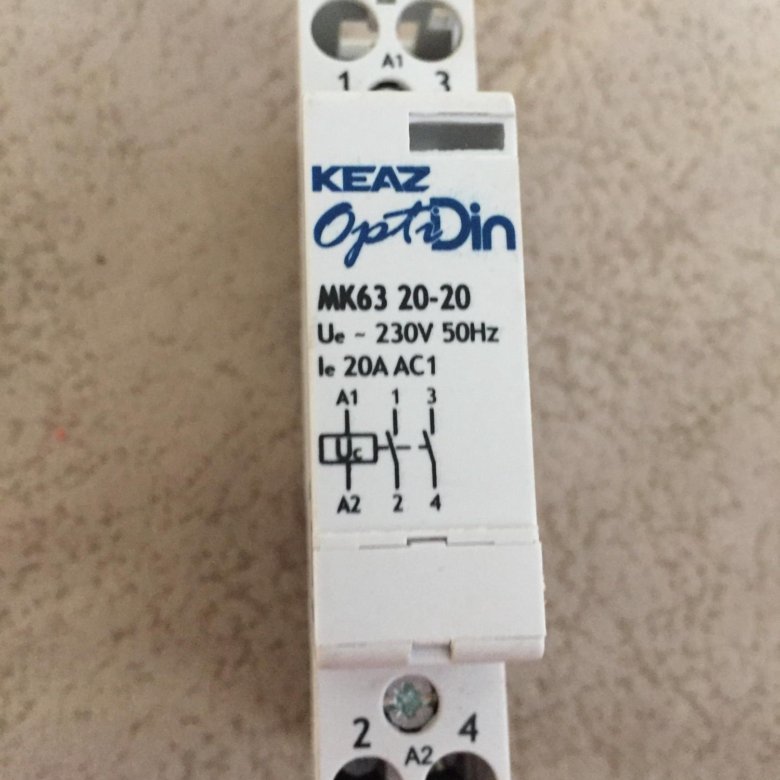 A1
1 3
KEAZ
OptiDin
MK63 20-20
Ue ~ 230V 50Hz
Ie 20A AC1
A1 1 3
Uc
A2 2 4
2 4
A2